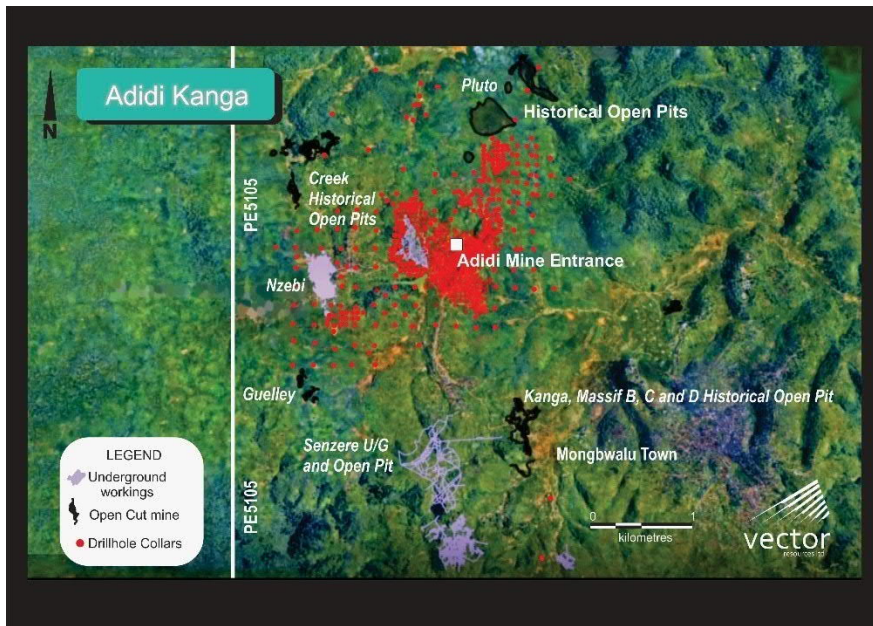 Adidi Kanga
N
Pluto
Historical Open Pits
PE5105
Creek
Historical
Open Pits
Adidi Mine Entrance
Nzebi
Guelley
Kanga, Massif B, C and D Historical Open Pit
Senzere U/G
and Open Pit
Mongbwalu Town
LEGEND
Underground
workings
Open Cut mine
Drillhole Collars
PE5105
0 1
kilometres
vector
resources ltd